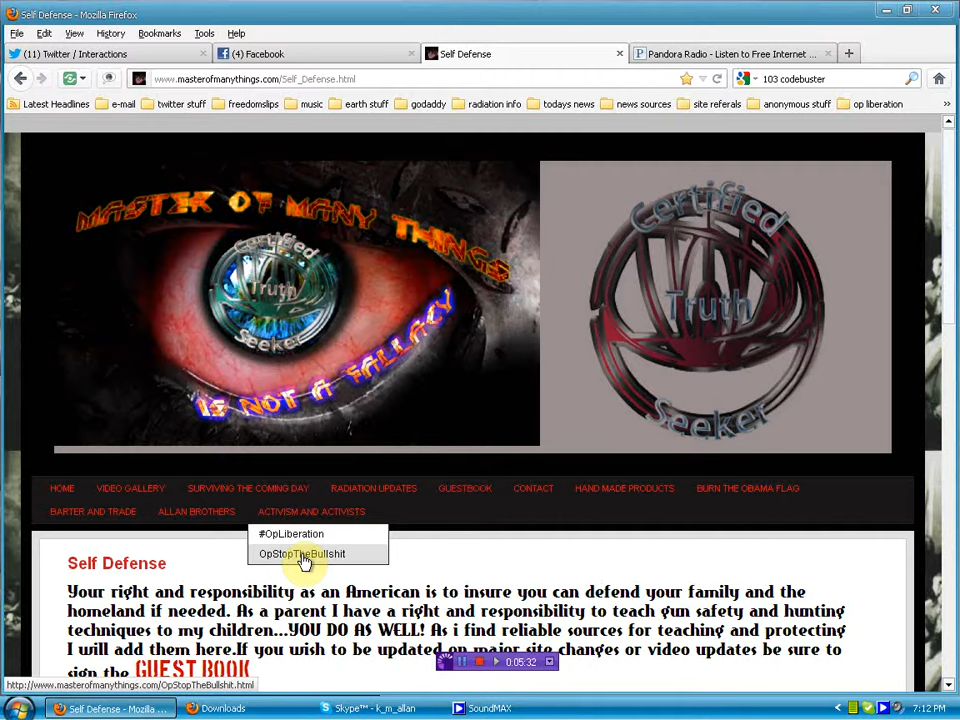 Self Defense - Mozilla Firefox
File Edit View History Bookmarks Tools Help
(11) Twitter / Interactions
(4) Facebook
Self Defense
Pandora Radio - Listen to Free Internet ...
www.masterofmanythings.com/Self_Defense.html
103 codebuster
Latest Headlines e-mail twitter stuff freedomslips music earth stuff godaddy radiation info todays news news sources site referals anonymous stuff op liberation
MASTER OF MANY THINGS
Certified
Truth
Seeker
IS NOT A FALLACY
Certified
Truth
Seeker
HOME VIDEO GALLERY SURVIVING THE COMING DAY RADIATION UPDATES GUESTBOOK CONTACT HAND MADE PRODUCTS BURN THE OBAMA FLAG
BARTER AND TRADE ALLAN BROTHERS ACTIVISM AND ACTIVISTS
#OpLiberation
OpStopTheBullshit
Self Defense
Your right and responsibility as an American is to insure you can defend your family and the
homeland if needed. As a parent I have a right and responsibility to teach gun safety and hunting
techniques to my children...YOU DO AS WELL! As i find reliable sources for teaching and protecting
I will add them here.If you wish to be updated on major site changes or video updates be sure to
sign the GUEST BOOK
0:05:32
http://www.masterofmanythings.com/OpStopTheBullshit.html
Self Defense - Mozilla ...
Downloads
Skype™ - k_m_allan
SoundMAX
7:12 PM